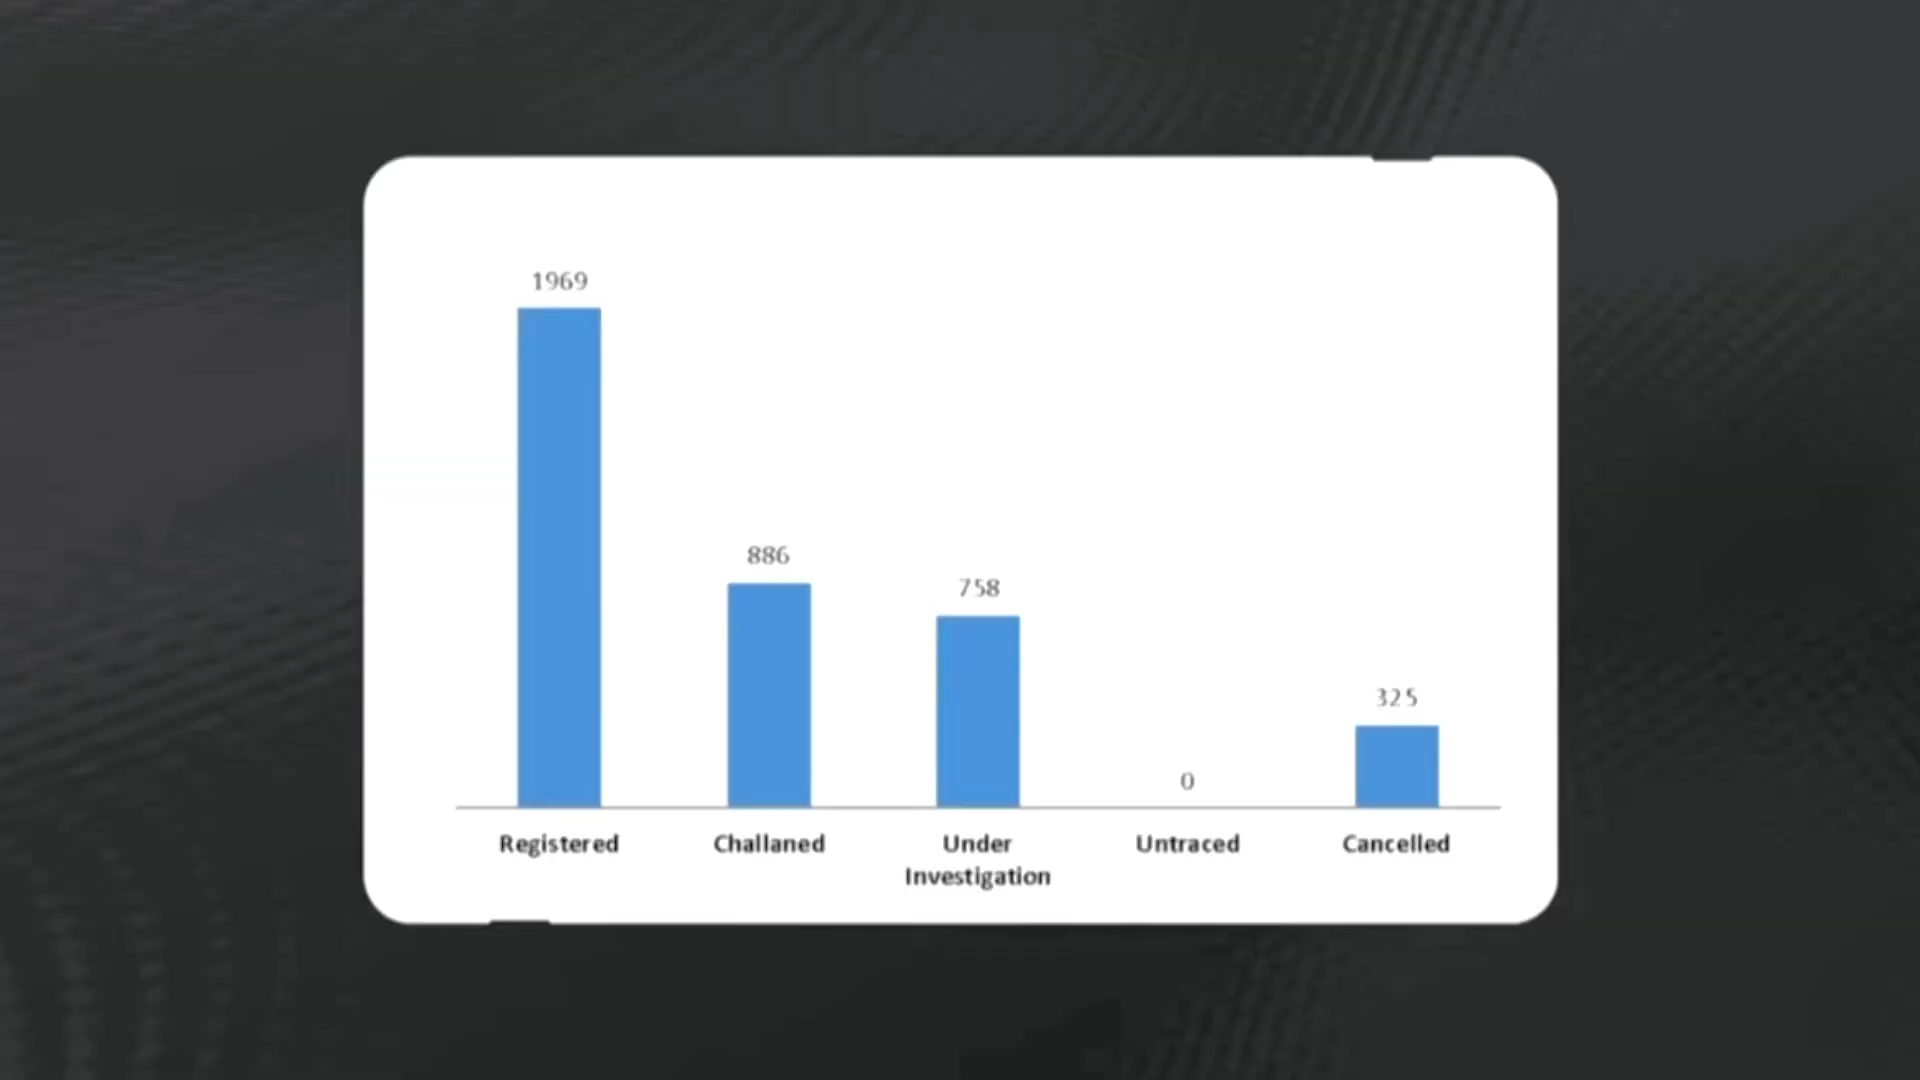 1969
886
758
325
0
Registered
Challaned
Under
Investigation
Untraced
Cancelled